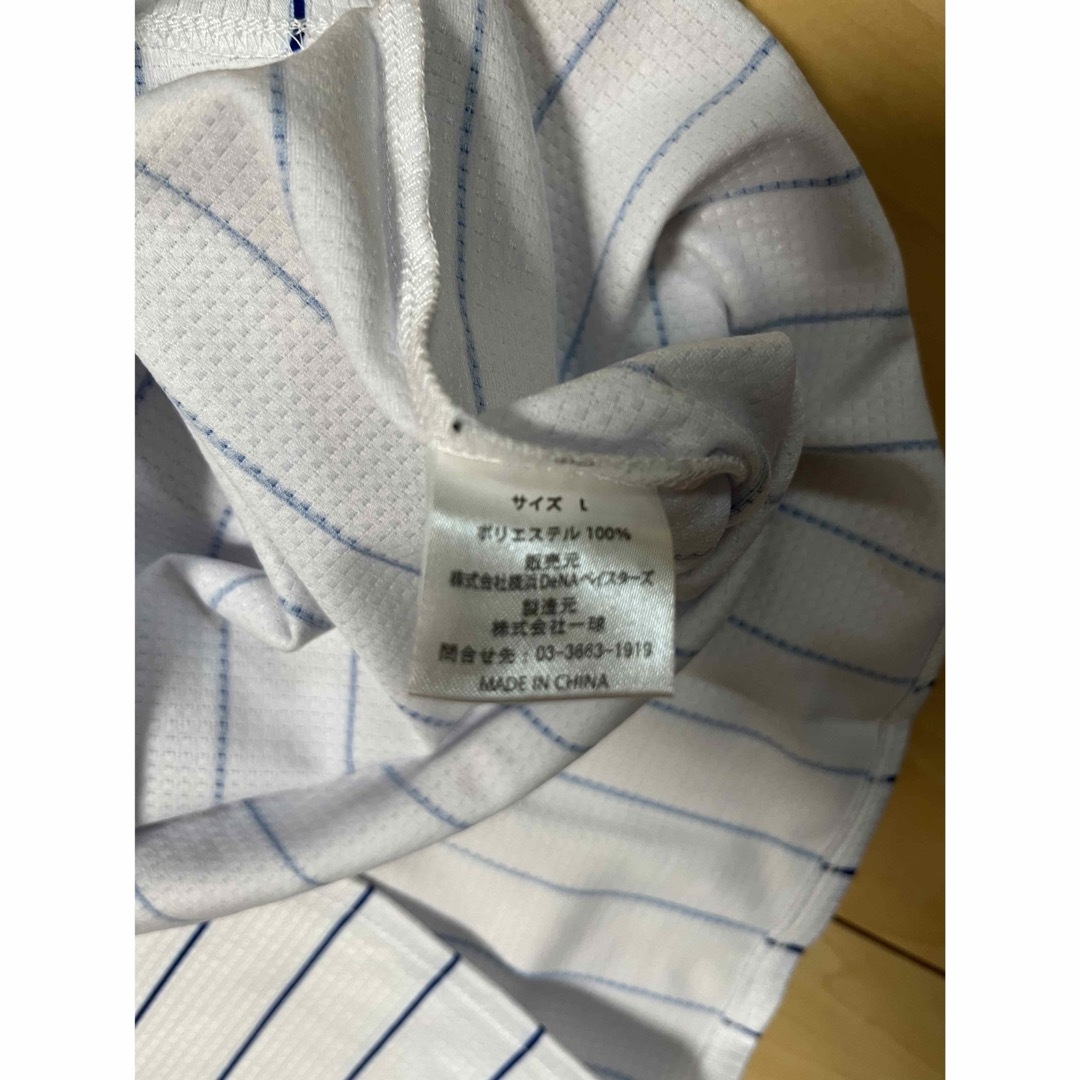 サイズ L
ポリエステル 100%
販売元
株式会社横浜DeNAベイスターズ
製造元
株式会社一球
問合せ先：03-3663-1919
MADE IN CHINA